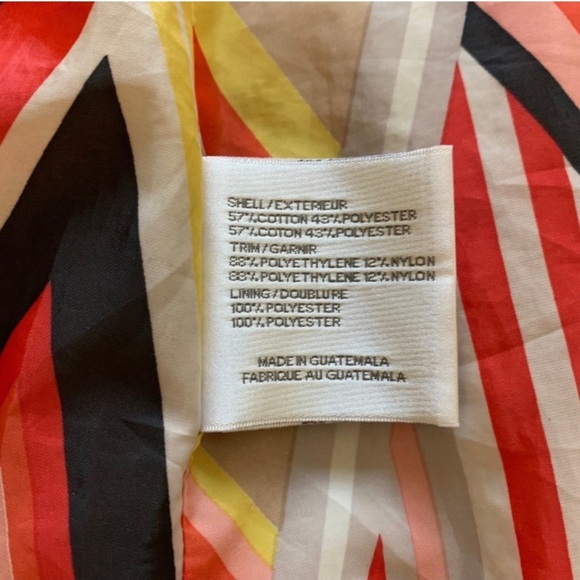 SHELL/EXTERIEUR
57%COTTON 43%POLYESTER
57%COTON 43%POLYESTER
TRIM/GARNIR
88%POLYETHYLENE 12%NYLON
88%POLYETHYLENE 12%NYLON
LINING/DOUBLURE
100%POLYESTER
100%POLYESTER
MADE IN GUATEMALA
FABRIQUE AU GUATEMALA